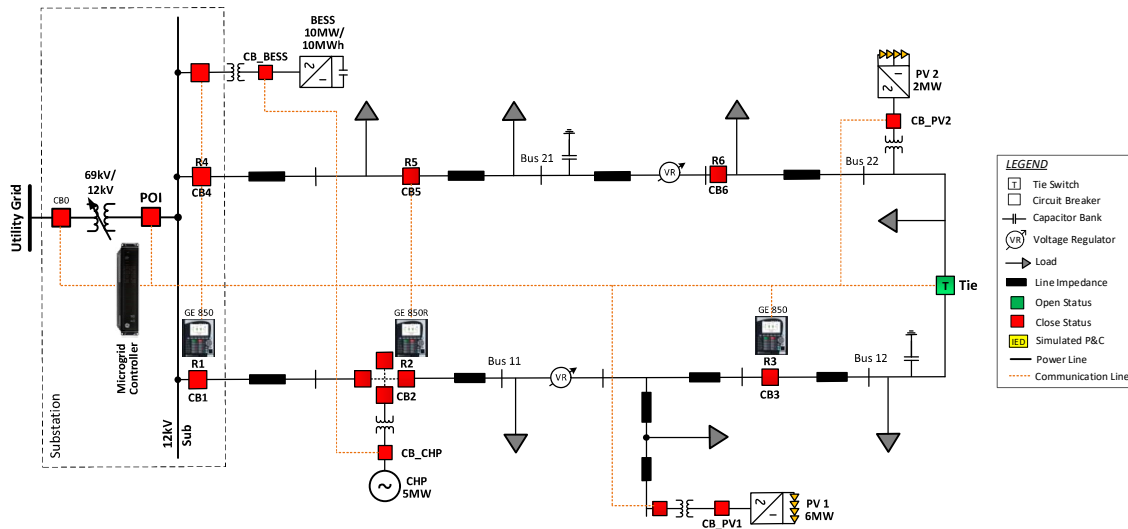 BESS
10MW/
10MWh
CB_BESS
PV 2
2MW
CB_PV2
R4
CB4
R5
CB5
Bus 21
VR
R6
CB6
Bus 22
69kV/
12kV
POI
CB0
Utility Grid
Microgrid
Controller
GE 850
R1
CB1
GE 850R
R2
CB2
Bus 11
VR
GE 850
R3
CB3
Bus 12
T
Tie
Substation
12kV
Sub
CB_CHP
~
CHP
5MW
CB_PV1
PV 1
6MW
LEGEND
T Tie Switch
Circuit Breaker
Capacitor Bank
VR Voltage Regulator
Load
Line Impedance
Open Status
Close Status
IED Simulated P&C
Power Line
Communication Line